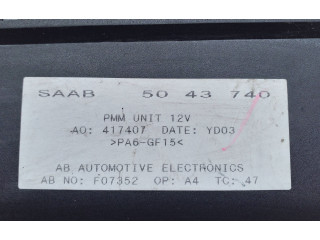 SAAB 50 43 740
PMM UNIT 12V
AO: 417407 DATE: YD03
>PA6-GF15<
AB AUTOMOTIVE ELECTRONICS
AB NO: F07352 OP: A4 TC: 47